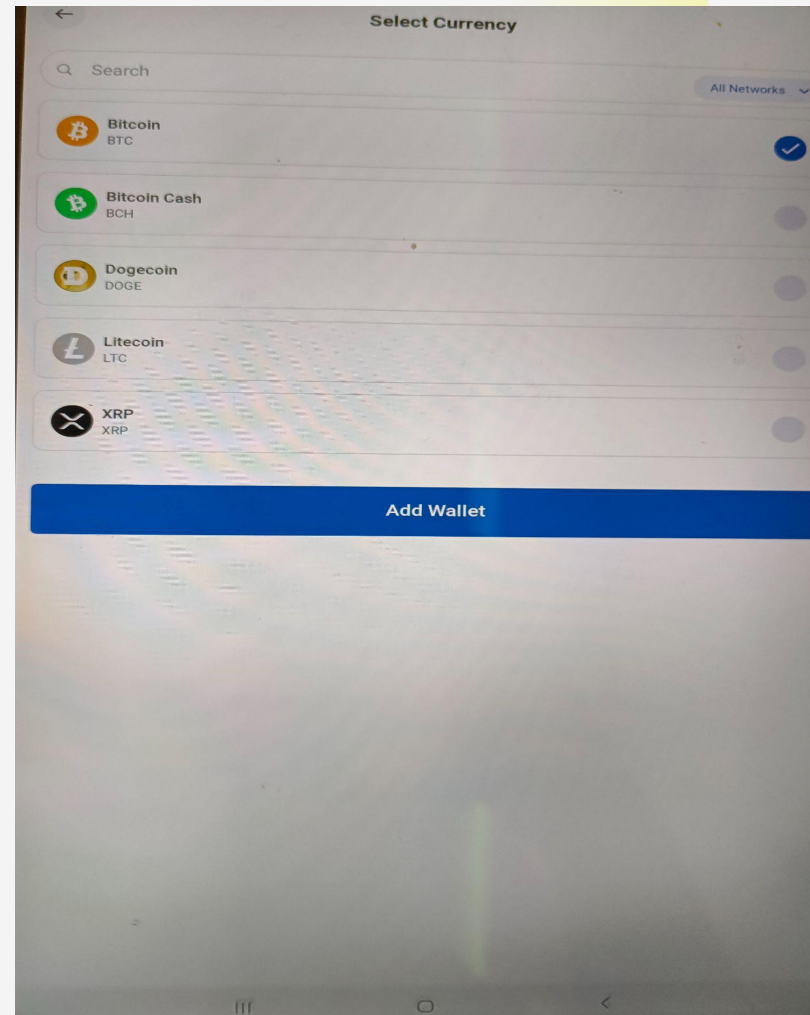 Select Currency
Search
All Networks
Bitcoin
BTC
Bitcoin Cash
BCH
Dogecoin
DOGE
Litecoin
LTC
XRP
XRP
Add Wallet